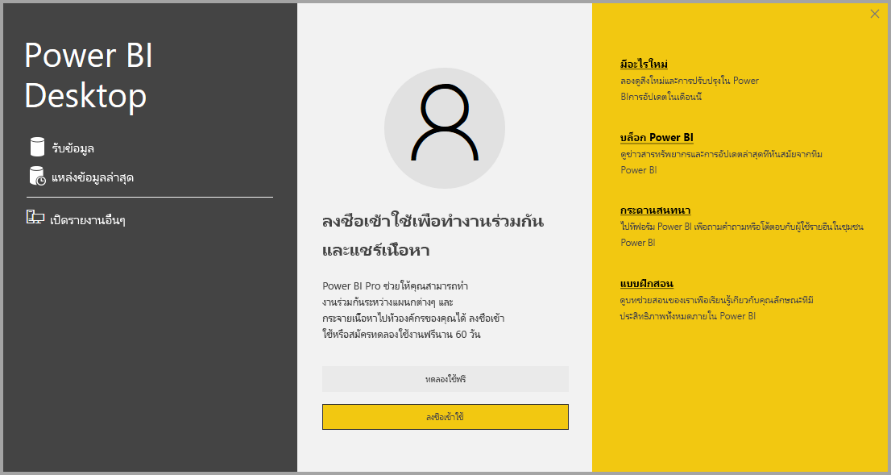 Power BI
Desktop
รับข้อมูล
แหล่งข้อมูลล่าสุด
เปิดรายงานอื่นๆ
ลงชื่อเข้าใช้เพื่อทำงานร่วมกัน
และแชร์เนื้อหา
Power BI Pro ช่วยให้คุณสามารถทำ
งานร่วมกันระหว่างแผนกต่างๆ และ
กระจายเนื้อหาไปทั่วองค์กรของคุณได้ ลงชื่อเข้า
ใช้หรือสมัครทดลองใช้งานฟรีนาน 60 วัน
ทดลองใช้ฟรี
ลงชื่อเข้าใช้
มีอะไรใหม่
ลองดูสิ่งใหม่และการปรับปรุงใน Power
BIการอัปเดตในเดือนนี้
บล็อก Power BI
ดูข่าวสารทรัพยากรและการอัปเดตล่าสุดที่ทันสมัยจากทีม
Power BI
กระดานสนทนา
ไปที่ฟอรัม Power BI เพื่อถามคำถามหรือโต้ตอบกับผู้ใช้รายอื่นในชุมชน
Power BI
แบบฝึกสอน
ดูบทช่วยสอนของเราเพื่อเรียนรู้เกี่ยวกับคุณลักษณะที่มี
ประสิทธิภาพทั้งหมดภายใน Power BI